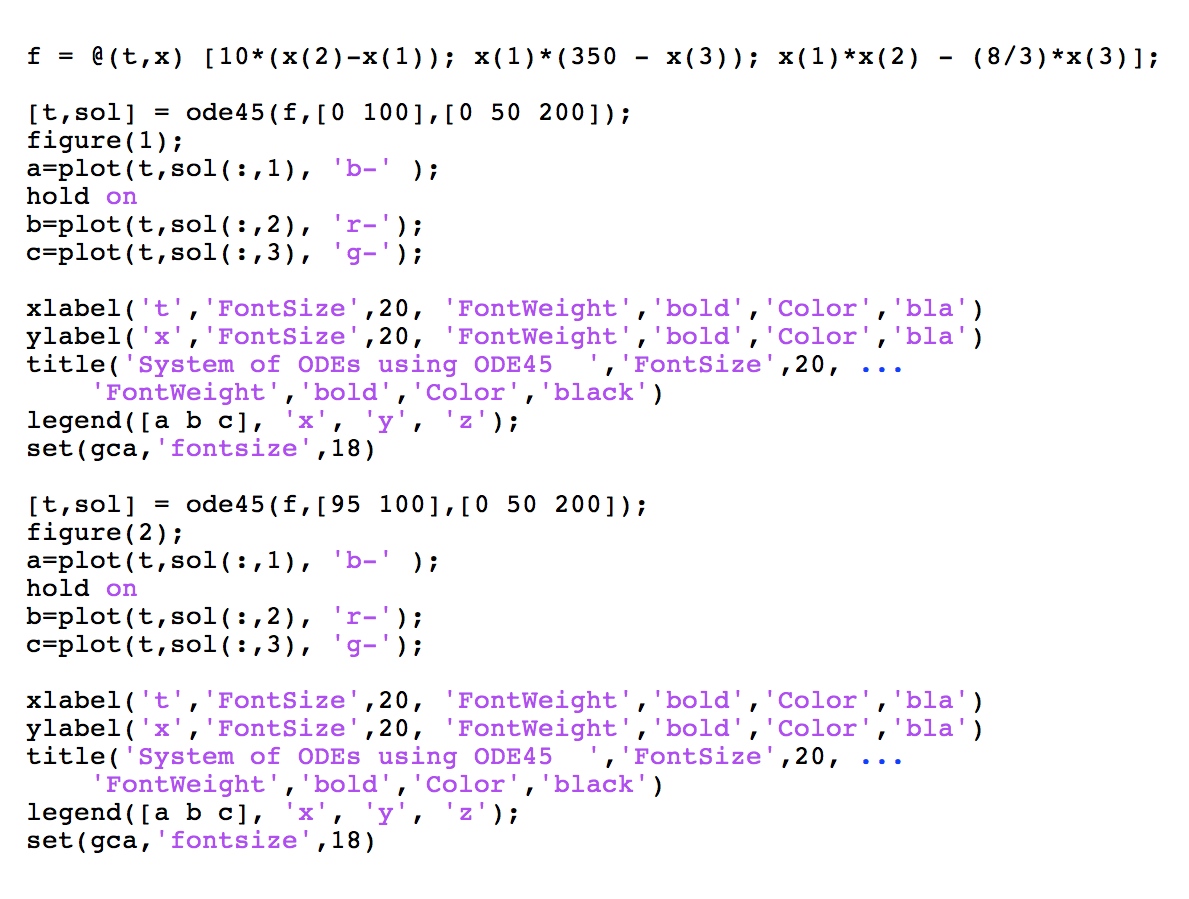 f = @(t,x) [10*(x(2)-x(1)); x(1)*(350 - x(3)); x(1)*x(2) - (8/3)*x(3)];
[t,sol] = ode45(f,[0 100],[0 50 200]);
figure(1);
a=plot(t,sol(:,1), 'b-' );
hold on
b=plot(t,sol(:,2), 'r-');
c=plot(t,sol(:,3), 'g-');
xlabel('t','FontSize',20, 'FontWeight','bold','Color','bla')
ylabel('x','FontSize',20, 'FontWeight','bold','Color','bla')
title('System of ODEs using ODE45  ','FontSize',20, ...
    'FontWeight','bold','Color','black')
legend([a b c], 'x', 'y', 'z');
set(gca,'fontsize',18)
[t,sol] = ode45(f,[95 100],[0 50 200]);
figure(2);
a=plot(t,sol(:,1), 'b-' );
hold on
b=plot(t,sol(:,2), 'r-');
c=plot(t,sol(:,3), 'g-');
xlabel('t','FontSize',20, 'FontWeight','bold','Color','bla')
ylabel('x','FontSize',20, 'FontWeight','bold','Color','bla')
title('System of ODEs using ODE45  ','FontSize',20, ...
    'FontWeight','bold','Color','black')
legend([a b c], 'x', 'y', 'z');
set(gca,'fontsize',18)